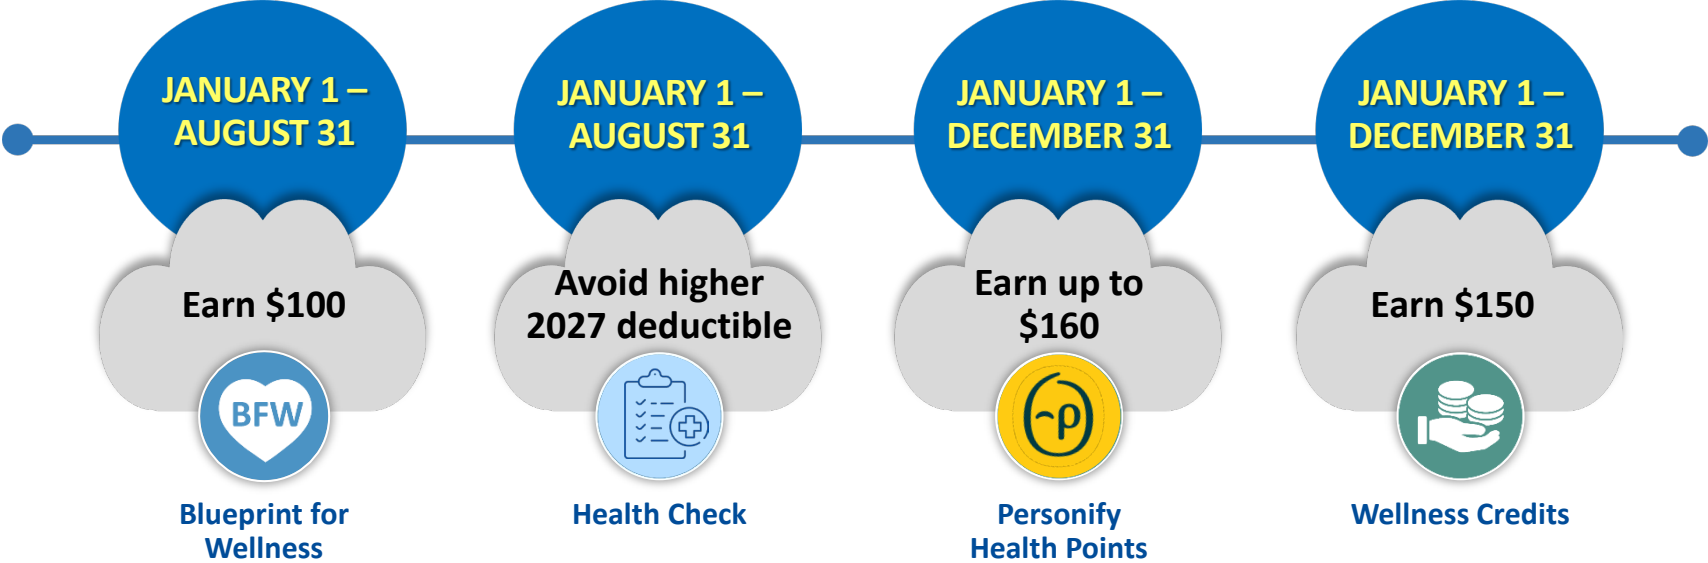 JANUARY 1 –
AUGUST 31
Earn $100
BFW
Blueprint for
Wellness
JANUARY 1 –
AUGUST 31
Avoid higher
2027 deductible
Health Check
JANUARY 1 –
DECEMBER 31
Earn up to
$160
Personify
Health Points
JANUARY 1 –
DECEMBER 31
Earn $150
Wellness Credits